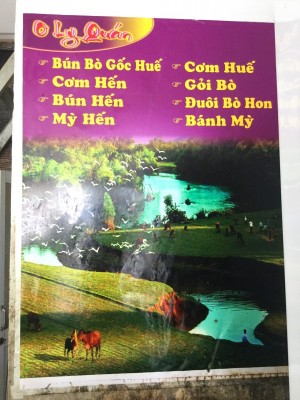 O Ly Quán
☞ Bún Bò Gốc Huế
☞ Cơm Hến
☞ Bún Hến
☞ Mỳ Hến
☞ Cơm Huế
☞ Gỏi Bò
☞ Đuôi Bò Hon
☞ Bánh Mỳ